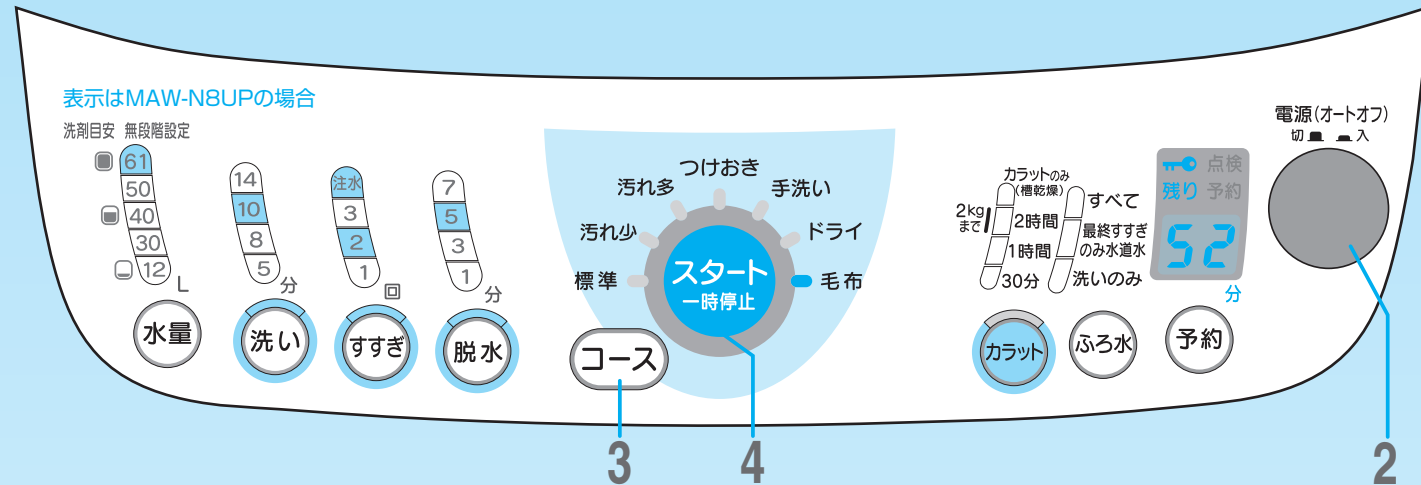 表示はMAW-N8UPの場合
洗剤目安 無段階設定
61
50
40
30
12
L
水量
14
10
8
5
分
洗い
注水
3
2
1
回
すすぎ
7
5
3
1
分
脱水
標準
汚れ少
汚れ多
つけおき
手洗い
ドライ
毛布
スタート
一時停止
コース
カラットのみ
(槽乾燥)
2kg
まで
2時間
1時間
30分
すべて
最終すすぎ
のみ水道水
洗いのみ
カラット
ふろ水
点検
残り 予約
52
分
予約
電源(オートオフ)
切 入
3
4
2